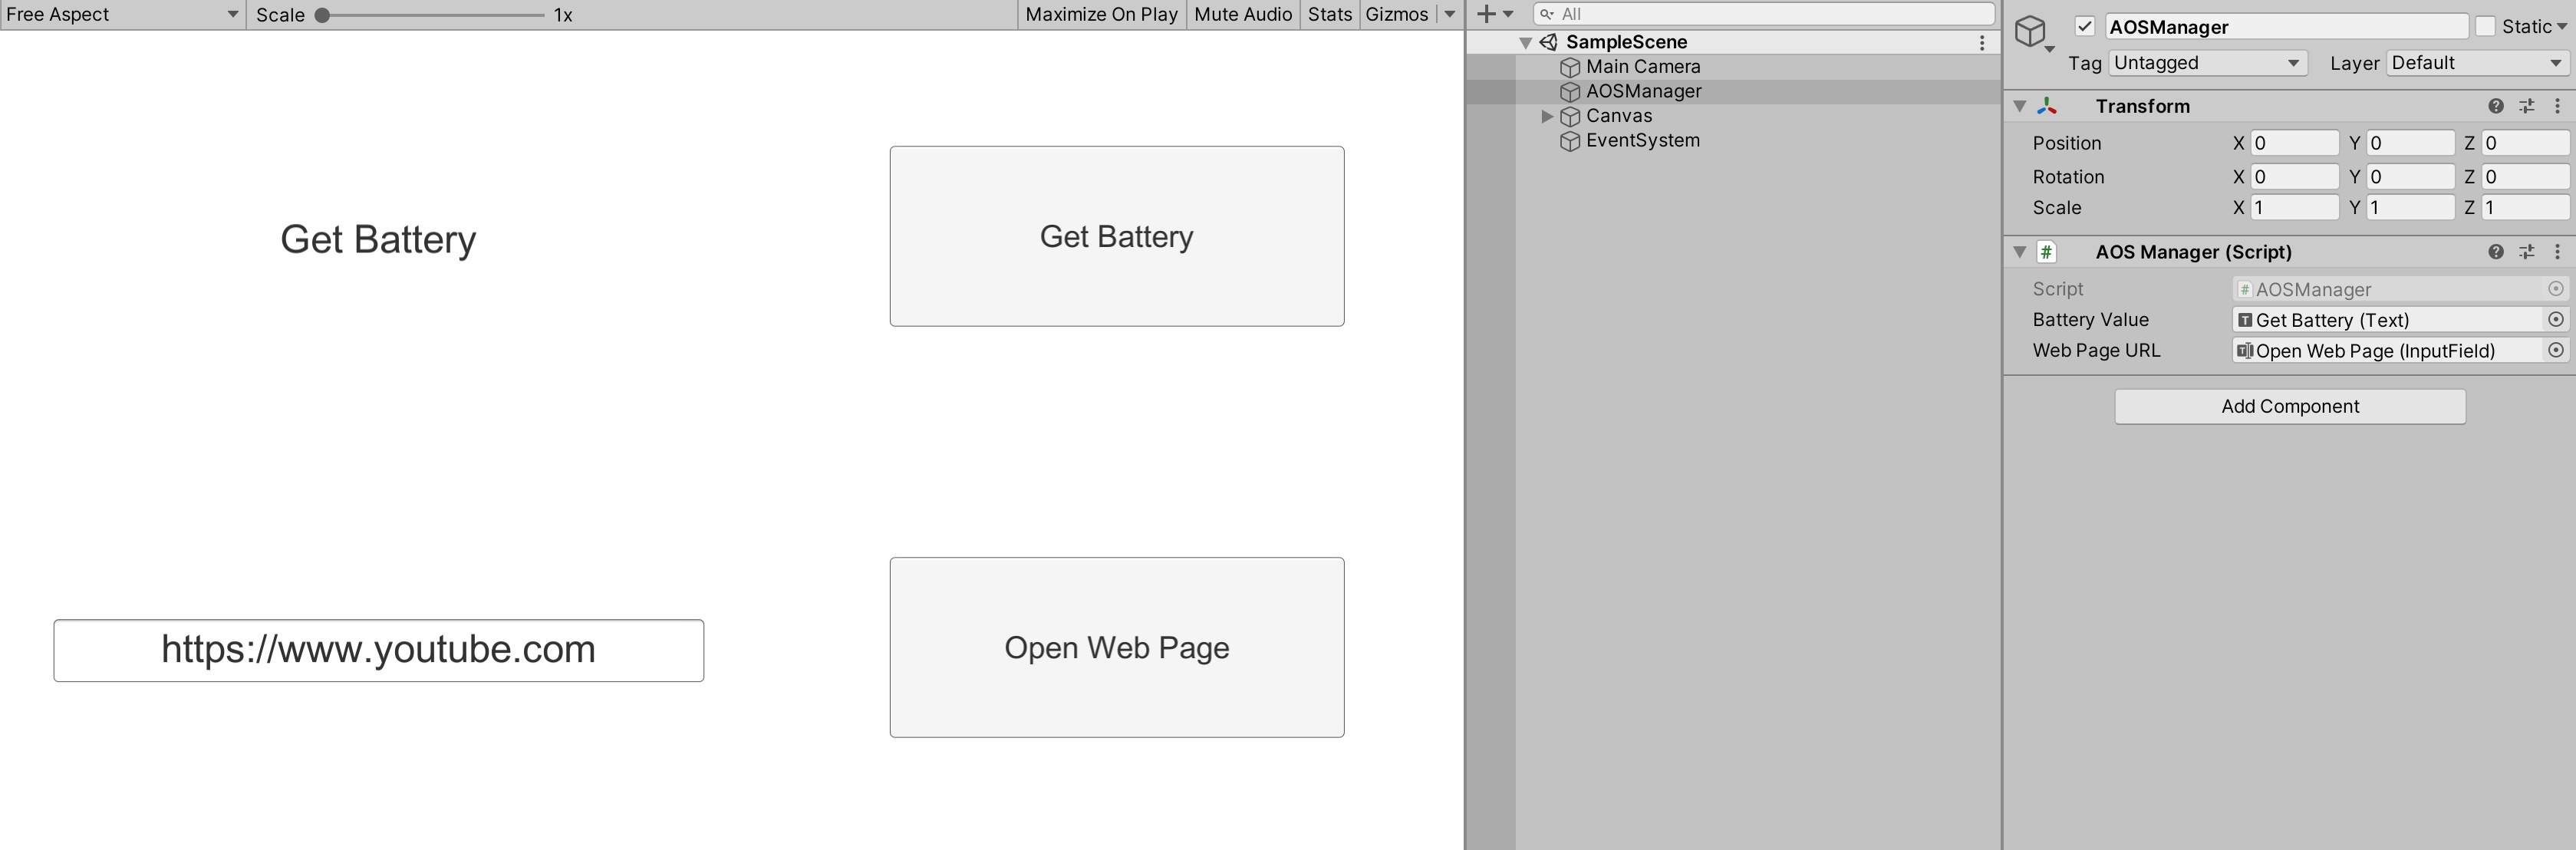 Free Aspect Scale 1x Maximize On Play Mute Audio Stats Gizmos
Get Battery
Get Battery
https://www.youtube.com
Open Web Page
All
SampleScene
Main Camera
AOSManager
Canvas
EventSystem
AOSManager Static
Tag Untagged Layer Default
Transform
Position X 0 Y 0 Z 0
Rotation X 0 Y 0 Z 0
Scale X 1 Y 1 Z 1
# AOS Manager (Script)
Script # AOSManager
Battery Value T Get Battery (Text)
Web Page URL T Open Web Page (InputField)
Add Component